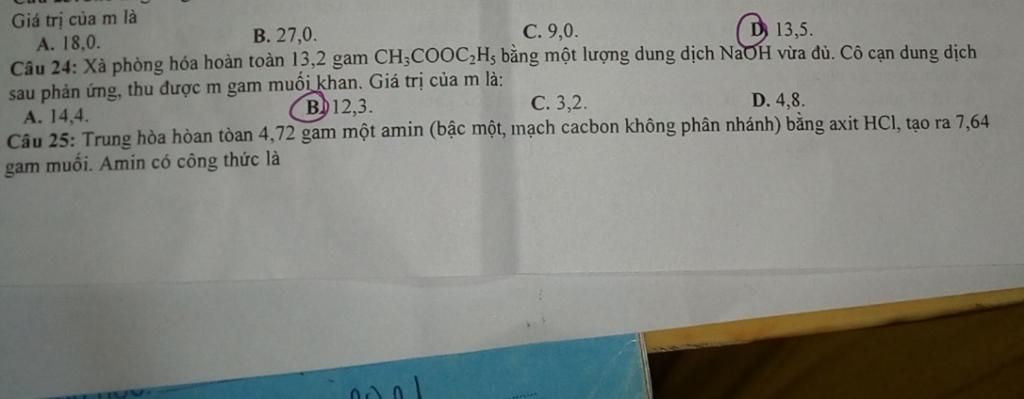 Giá trị của m là
A. 18,0. B. 27,0. C. 9,0. D. 13,5.
Câu 24: Xà phòng hóa hoàn toàn 13,2 gam CH₃COOC₂H₅ bằng một lượng dung dịch NaOH vừa đủ. Cô cạn dung dịch
sau phản ứng, thu được m gam muối khan. Giá trị của m là:
A. 14,4. B. 12,3. C. 3,2. D. 4,8.
Câu 25: Trung hòa hòan tòan 4,72 gam một amin (bậc một, mạch cacbon không phân nhánh) bằng axit HCl, tạo ra 7,64
gam muối. Amin có công thức là